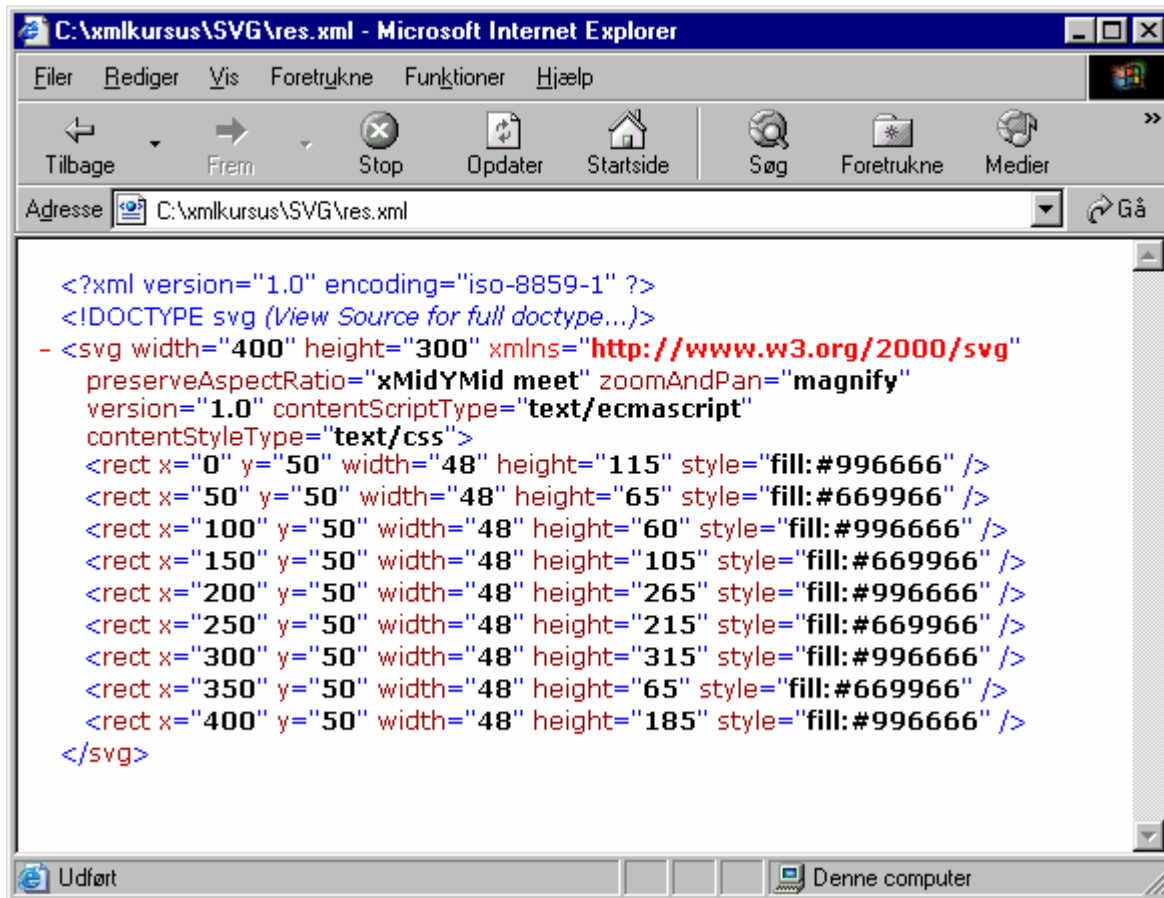 C:\xmlkursus\SVG\res.xml - Microsoft Internet Explorer
Filer Rediger Vis Foretrukne Funktioner Hjælp
Tilbage Frem Stop Opdater Startside Søg Foretrukne Medier »
Adresse C:\xmlkursus\SVG\res.xml Gå
<?xml version="1.0" encoding="iso-8859-1" ?>
<!DOCTYPE svg (View Source for full doctype...)>
- <svg width="400" height="300" xmlns="http://www.w3.org/2000/svg"
preserveAspectRatio="xMidYMid meet" zoomAndPan="magnify"
version="1.0" contentScriptType="text/ecmascript"
contentStyleType="text/css">
<rect x="0" y="50" width="48" height="115" style="fill:#996666" />
<rect x="50" y="50" width="48" height="65" style="fill:#669966" />
<rect x="100" y="50" width="48" height="60" style="fill:#996666" />
<rect x="150" y="50" width="48" height="105" style="fill:#669966" />
<rect x="200" y="50" width="48" height="265" style="fill:#996666" />
<rect x="250" y="50" width="48" height="215" style="fill:#669966" />
<rect x="300" y="50" width="48" height="315" style="fill:#996666" />
<rect x="350" y="50" width="48" height="65" style="fill:#669966" />
<rect x="400" y="50" width="48" height="185" style="fill:#996666" />
</svg>
Udført Denne computer